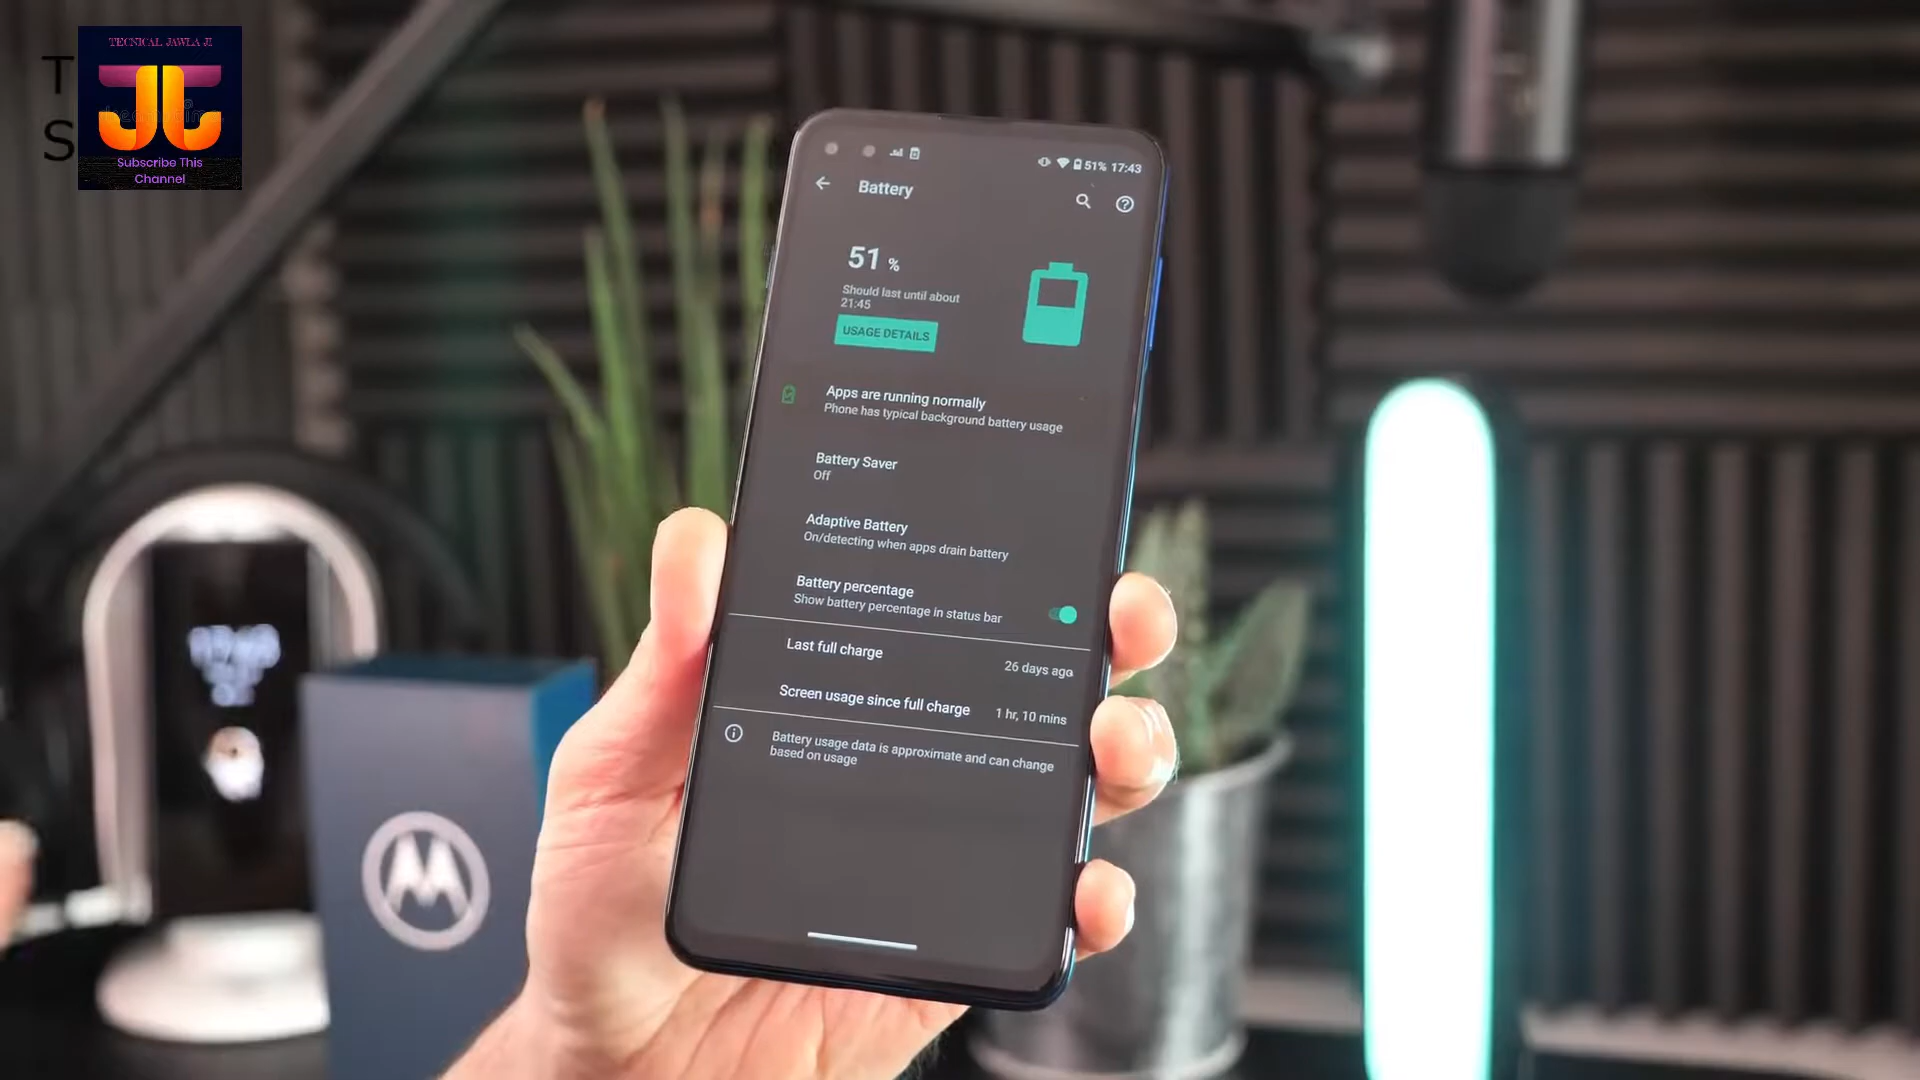 T
S
TECNICAL JAWLA JI
Subscribe This
Channel
51% 17:43
Battery
51 %
Should last until about
21:45
USAGE DETAILS
Apps are running normally
Phone has typical background battery usage
Battery Saver
Off
Adaptive Battery
On/detecting when apps drain battery
Battery percentage
Show battery percentage in status bar
Last full charge
26 days ago
Screen usage since full charge
1 hr, 10 mins
Battery usage data is approximate and can change
based on usage